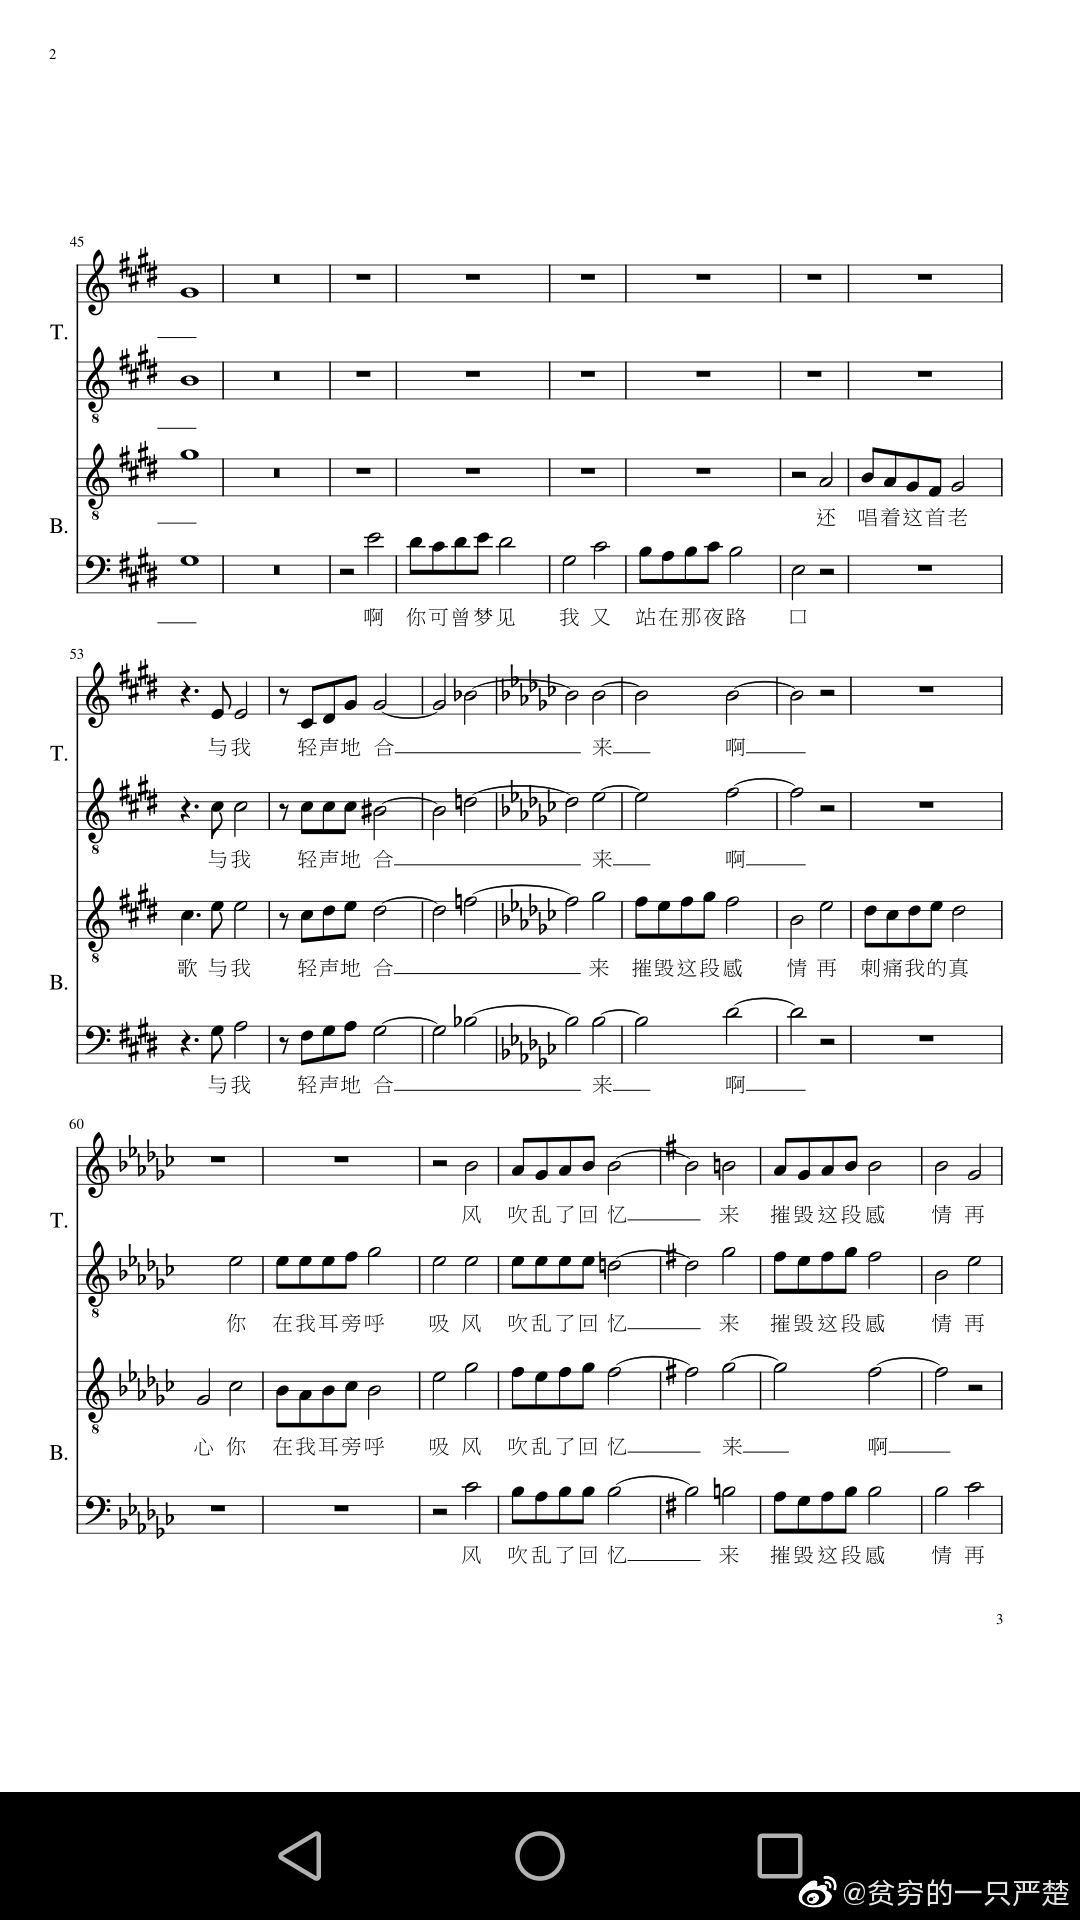 2
45
T.
8
8
还 唱着这首老
B.
啊 你可曾梦见 我又 站在那夜路 口
53
与我 轻声地 合 来 啊
T.
8
与我 轻声地 合 来 啊
8
歌 与我 轻声地 合 来 摧毁这段感 情再 刺痛我的真
B.
与我 轻声地 合 来 啊
60
风 吹乱了回 忆 来 摧毁这段感 情再
T.
8
你 在我耳旁呼 吸风 吹乱了回 忆 来 摧毁这段感 情再
8
心你 在我耳旁呼 吸风 吹乱了回 忆 来 啊
B.
风 吹乱了回 忆 来 摧毁这段感 情再
3
@贫穷的一只严楚